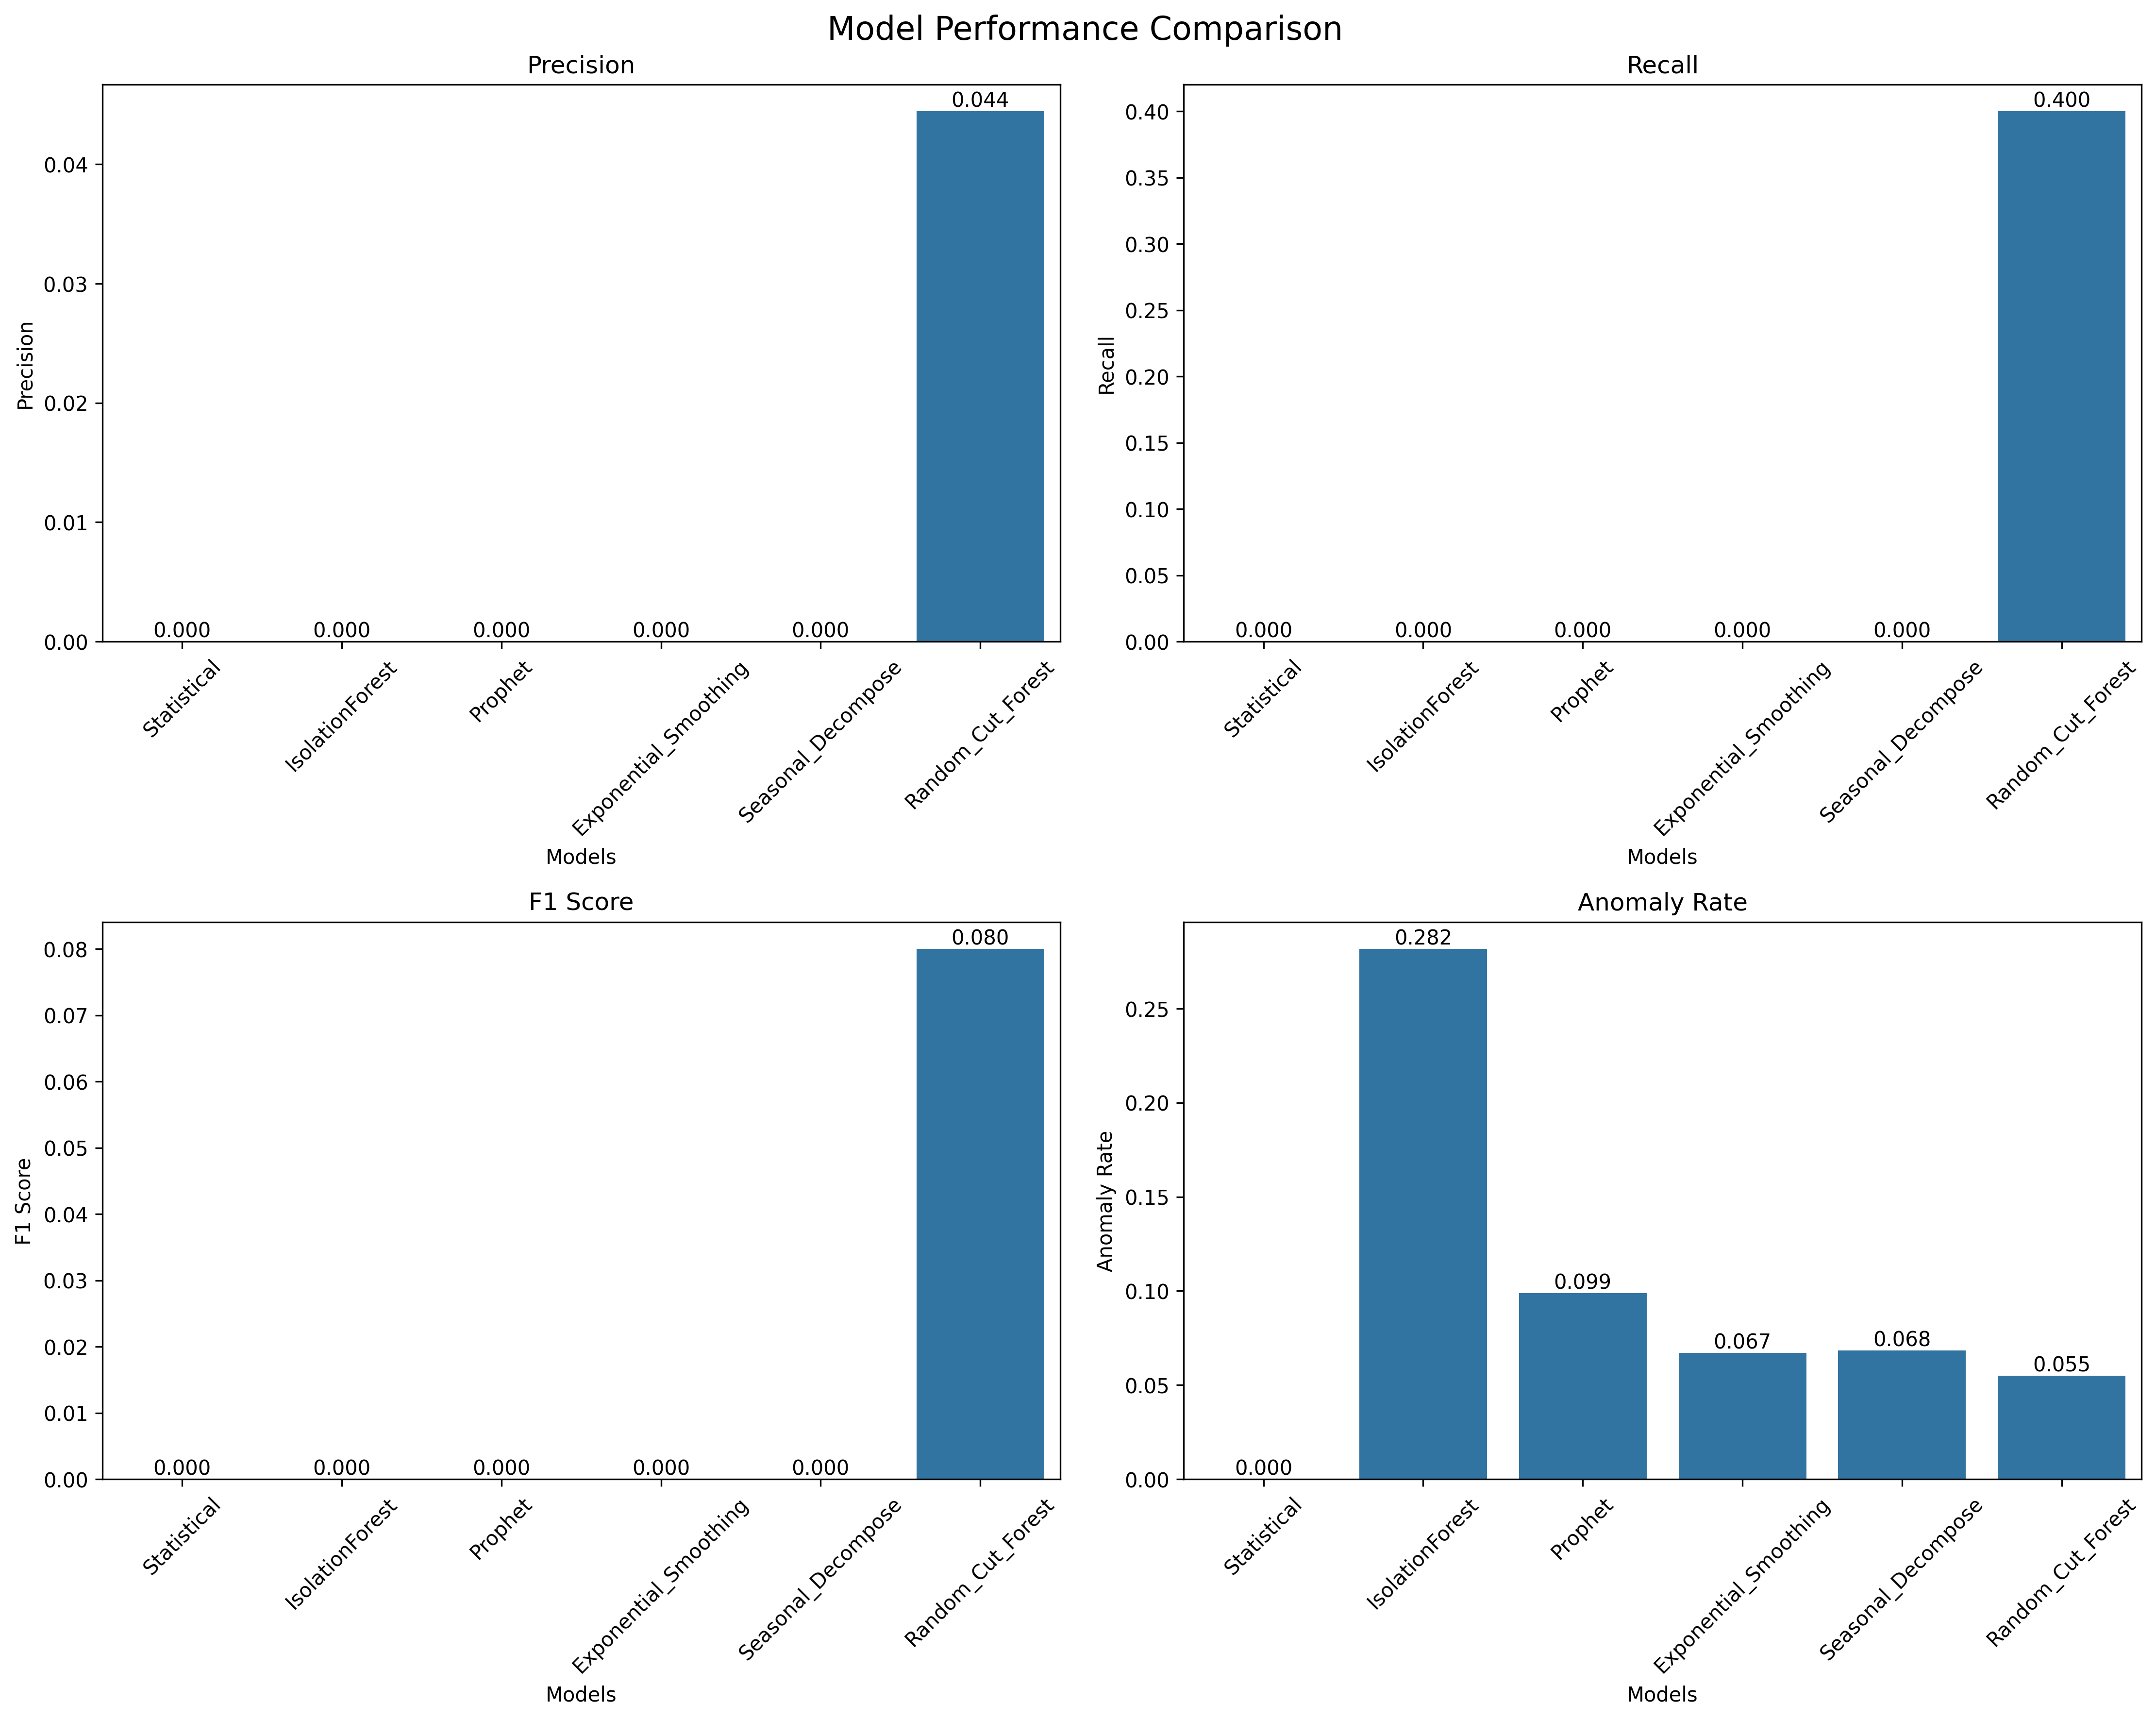 Model Performance Comparison
Precision
0.04
0.03
0.02
0.01
0.00
Precision
0.000
0.000
0.000
0.000
0.000
0.044
Statistical
IsolationForest
Prophet
Exponential_Smoothing
Seasonal_Decompose
Random_Cut_Forest
Models
Recall
0.40
0.35
0.30
0.25
0.20
0.15
0.10
0.05
0.00
Recall
0.000
0.000
0.000
0.000
0.000
0.400
Statistical
IsolationForest
Prophet
Exponential_Smoothing
Seasonal_Decompose
Random_Cut_Forest
Models
F1 Score
0.08
0.07
0.06
0.05
0.04
0.03
0.02
0.01
0.00
F1 Score
0.000
0.000
0.000
0.000
0.000
0.080
Statistical
IsolationForest
Prophet
Exponential_Smoothing
Seasonal_Decompose
Random_Cut_Forest
Models
Anomaly Rate
0.25
0.20
0.15
0.10
0.05
0.00
Anomaly Rate
0.000
0.282
0.099
0.067
0.068
0.055
Statistical
IsolationForest
Prophet
Exponential_Smoothing
Seasonal_Decompose
Random_Cut_Forest
Models